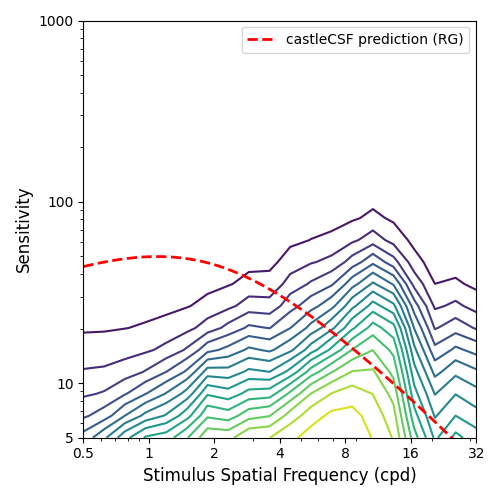 1000
castleCSF prediction (RG)
100
10
5
Sensitivity
0.5 1 2 4 8 16 32
Stimulus Spatial Frequency (cpd)